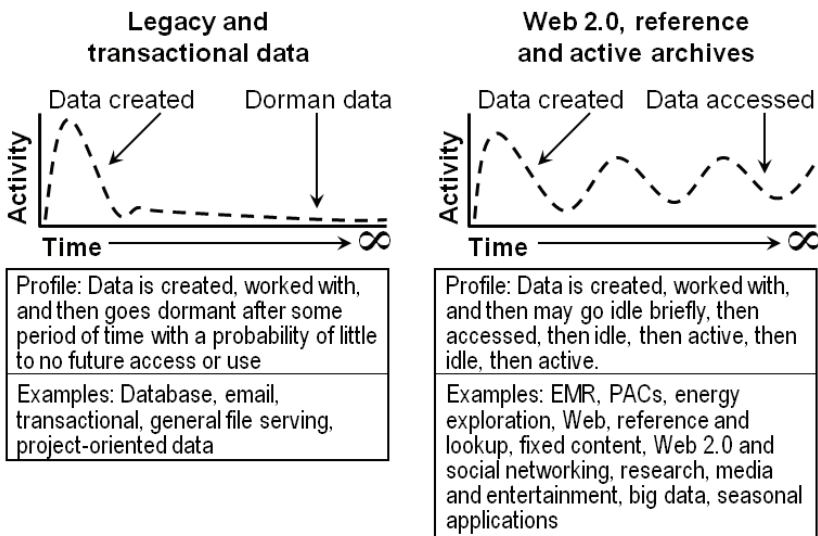 Legacy and
transactional data
Data created
Dorman data
Activity
Time
∞
Profile: Data is created, worked with,
and then goes dormant after some
period of time with a probability of little
to no future access or use
Examples: Database, email,
transactional, general file serving,
project-oriented data
Web 2.0, reference
and active archives
Data created
Data accessed
Activity
Time
∞
Profile: Data is created, worked with,
and then may go idle briefly, then
accessed, then idle, then active, then
idle, then active.
Examples: EMR, PACs, energy
exploration, Web, reference and
lookup, fixed content, Web 2.0 and
social networking, research, media
and entertainment, big data, seasonal
applications